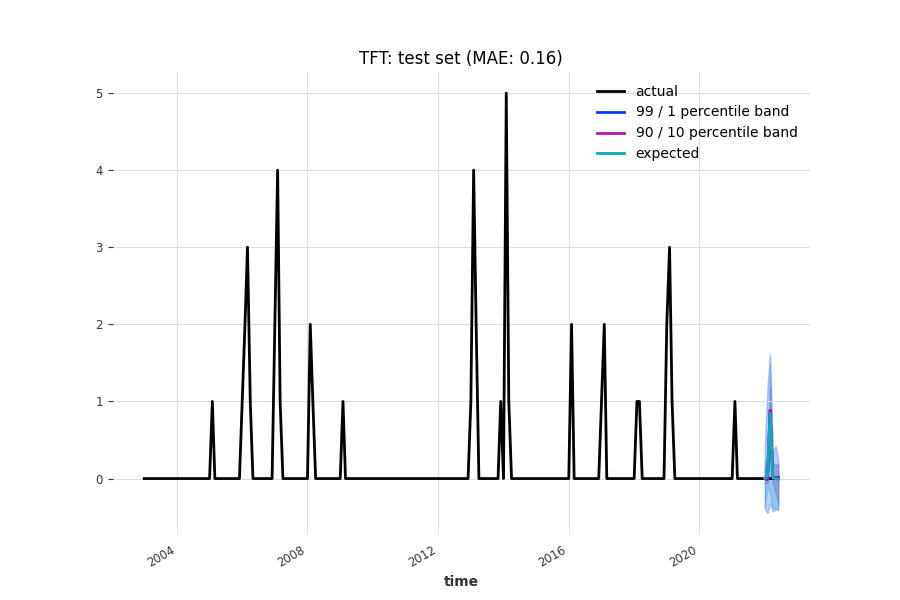 TFT: test set (MAE: 0.16)
actual
99 / 1 percentile band
90 / 10 percentile band
expected
5
4
3
2
1
0
2004
2008
2012
2016
2020
time